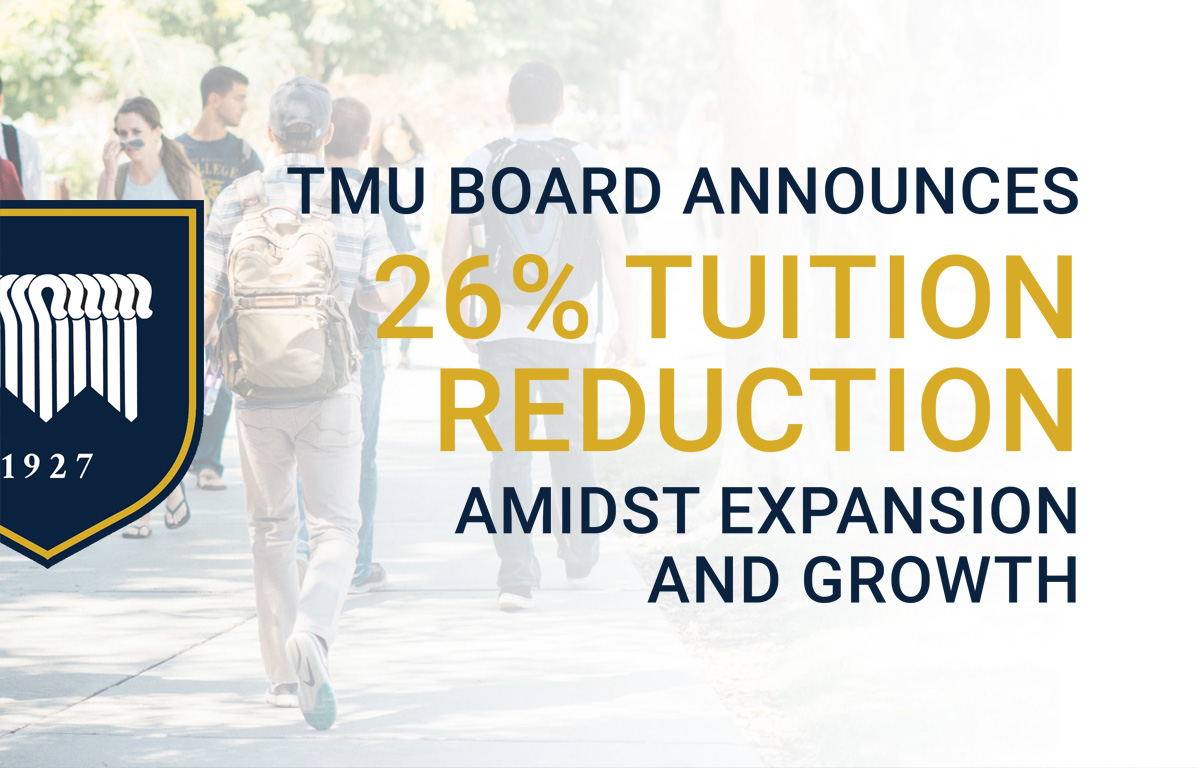 TMU BOARD ANNOUNCES
26% TUITION
REDUCTION
AMIDST EXPANSION
AND GROWTH
1927